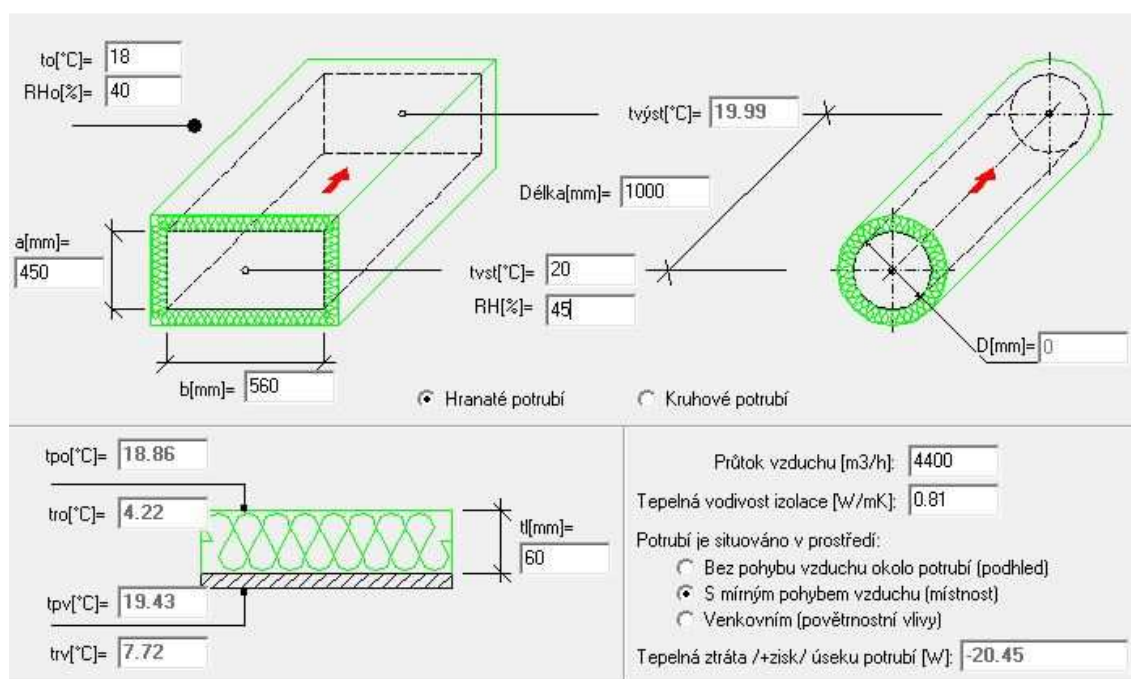 to[°C]= 18
RHo[%]= 40
tvýst[°C]= 19.99
Délka[mm]= 1000
a[mm]=
450
tvst[°C]= 20
RH[%]= 45
D[mm]= 0
b[mm]= 560
Hranaté potrubí
Kruhové potrubí
tpo[°C]= 18.86
tro[°C]= 4.22
tl[mm]=
60
tpv[°C]= 19.43
trv[°C]= 7.72
Průtok vzduchu [m3/h]: 4400
Tepelná vodivost izolace [W/mK]: 0.81
Potrubí je situováno v prostředí:
Bez pohybu vzduchu okolo potrubí (podhled)
S mírným pohybem vzduchu (místnost)
Venkovním (povětrnostní vlivy)
Tepelná ztráta /+zisk/ úseku potrubí [W]: -20.45